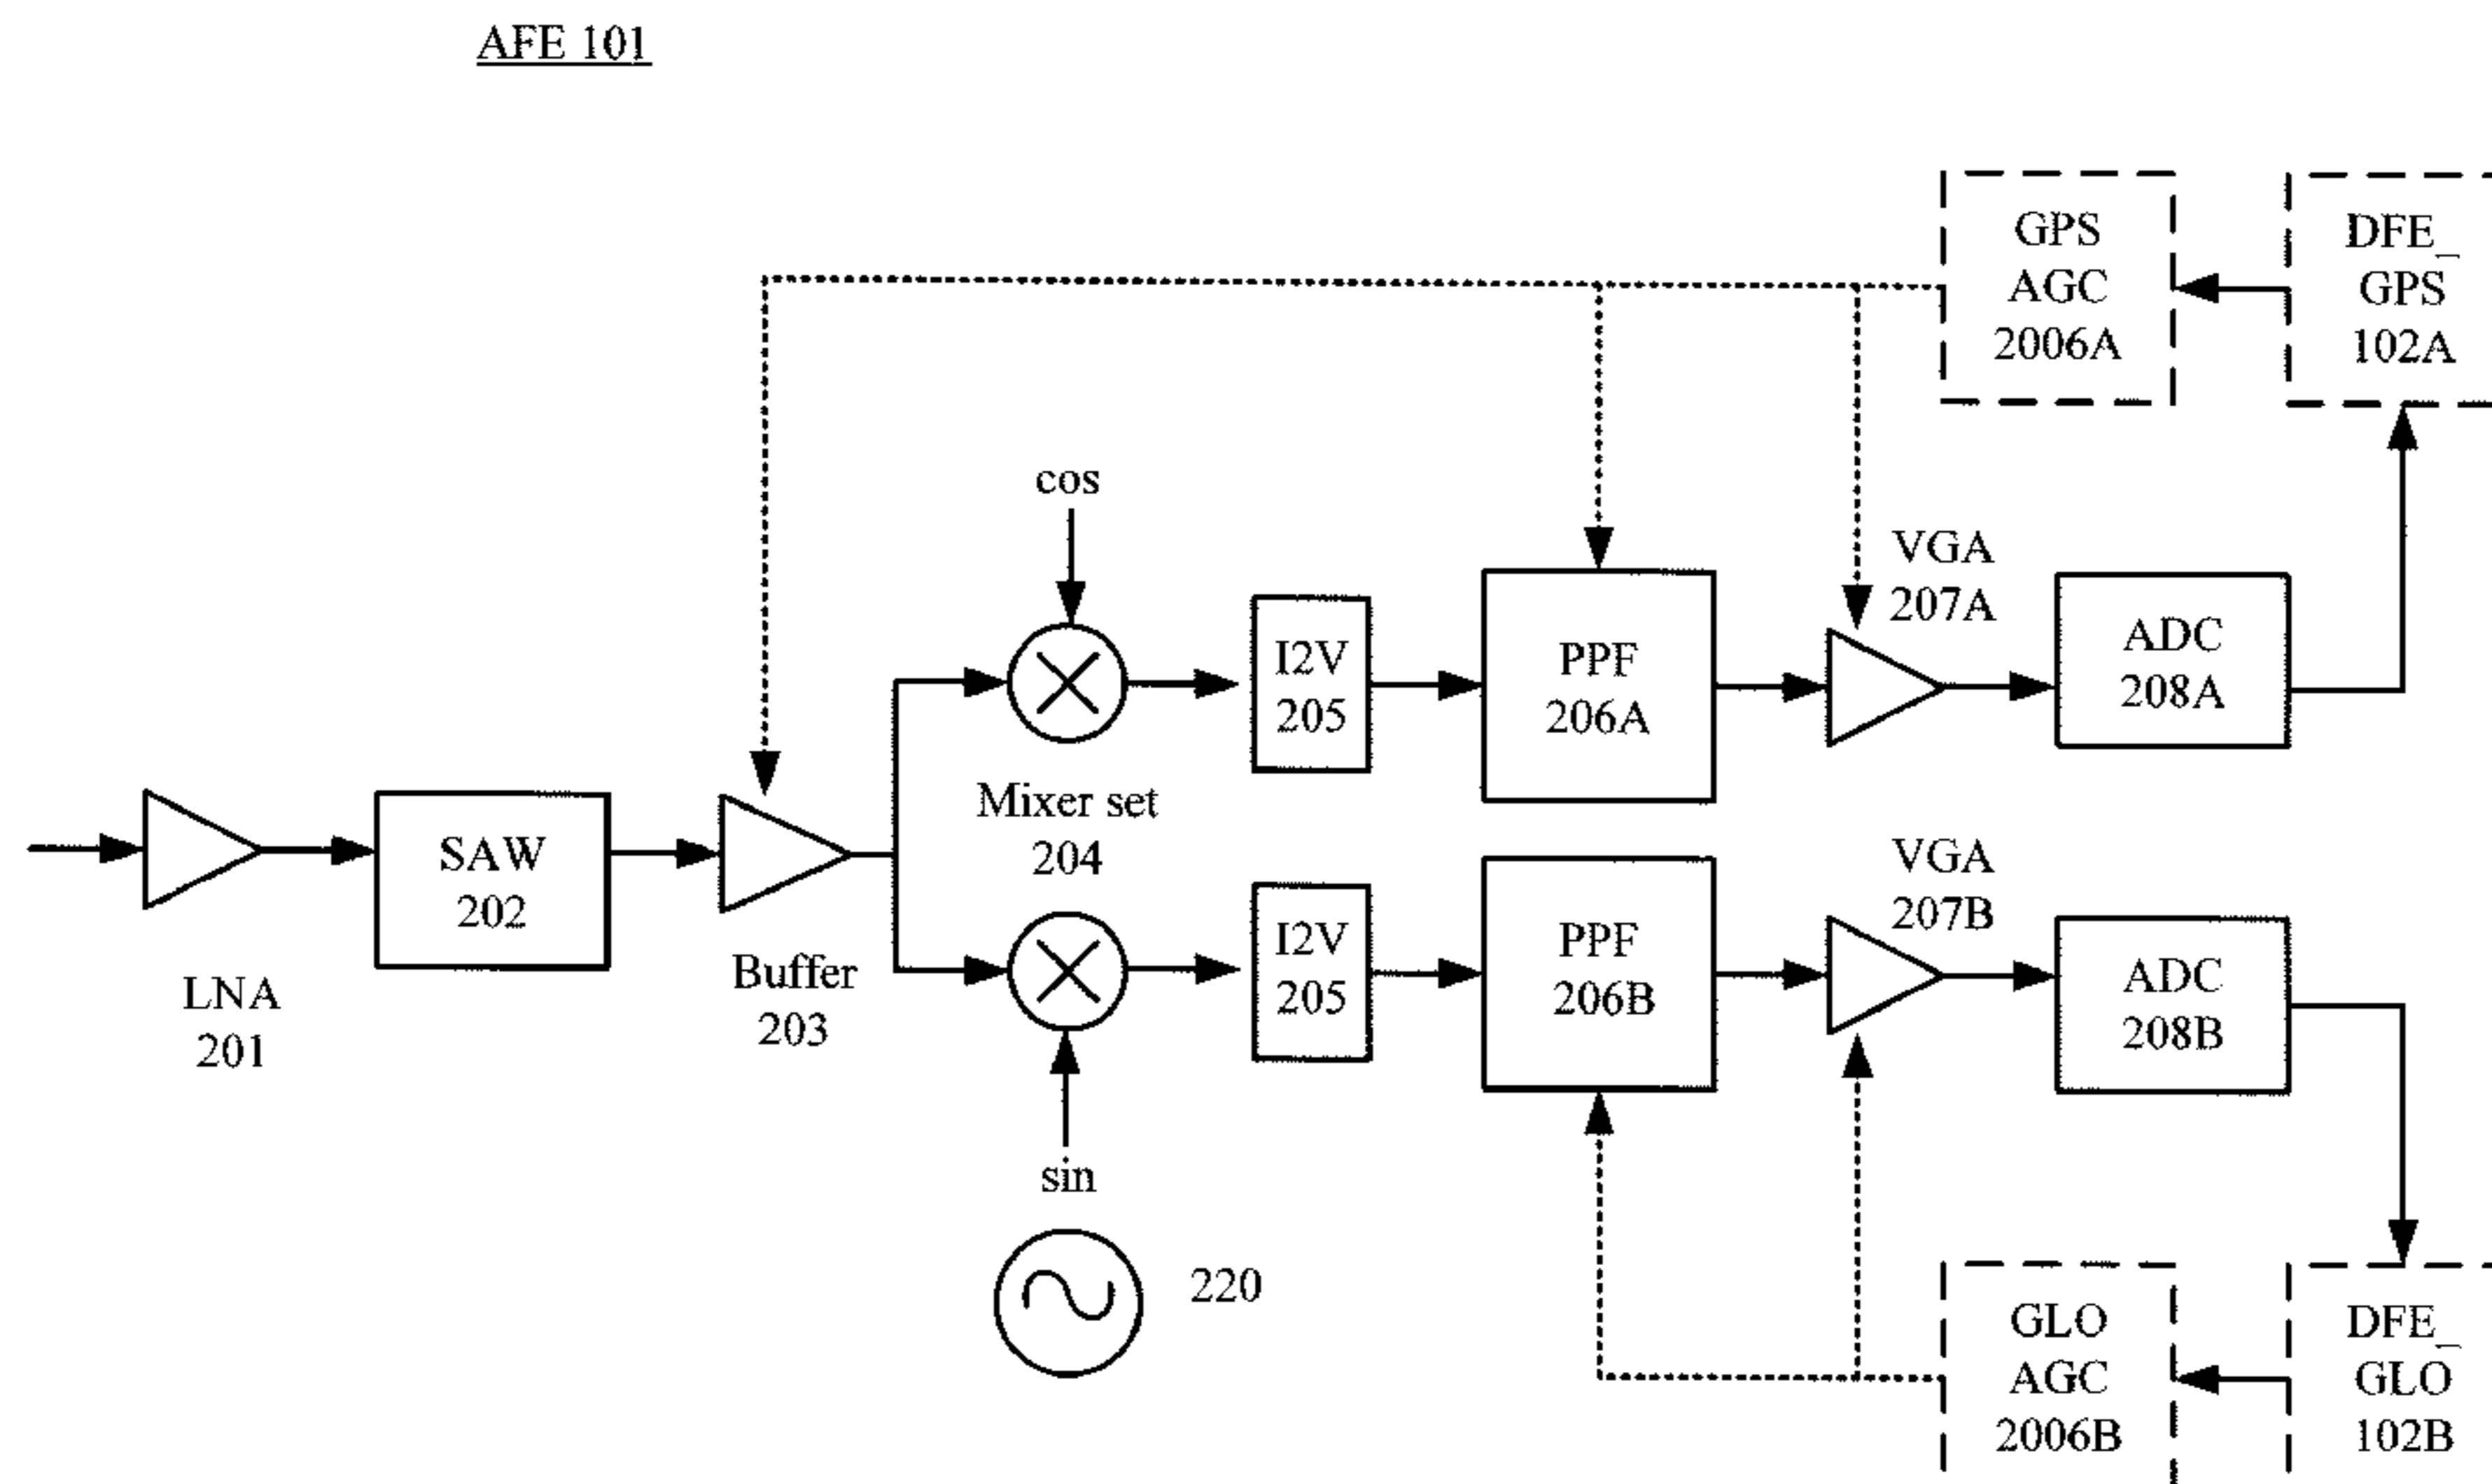 AFE 101
GPS
AGC
2006A
DFE_
GPS
102A
cos
VGA
207A
I2V
205
PPF
206A
ADC
208A
Mixer set
204
SAW
202
VGA
207B
I2V
205
PPF
206B
ADC
208B
Buffer
203
LNA
201
sin
220
GLO
AGC
2006B
DFE_
GLO
102B